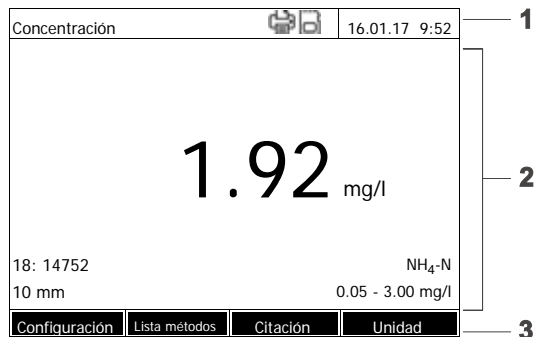 Concentración 16.01.17 9:52 1
1.92 mg/l 2
18: 14752 NH₄-N
10 mm 0.05 - 3.00 mg/l
Configuración Lista métodos Citación Unidad 3